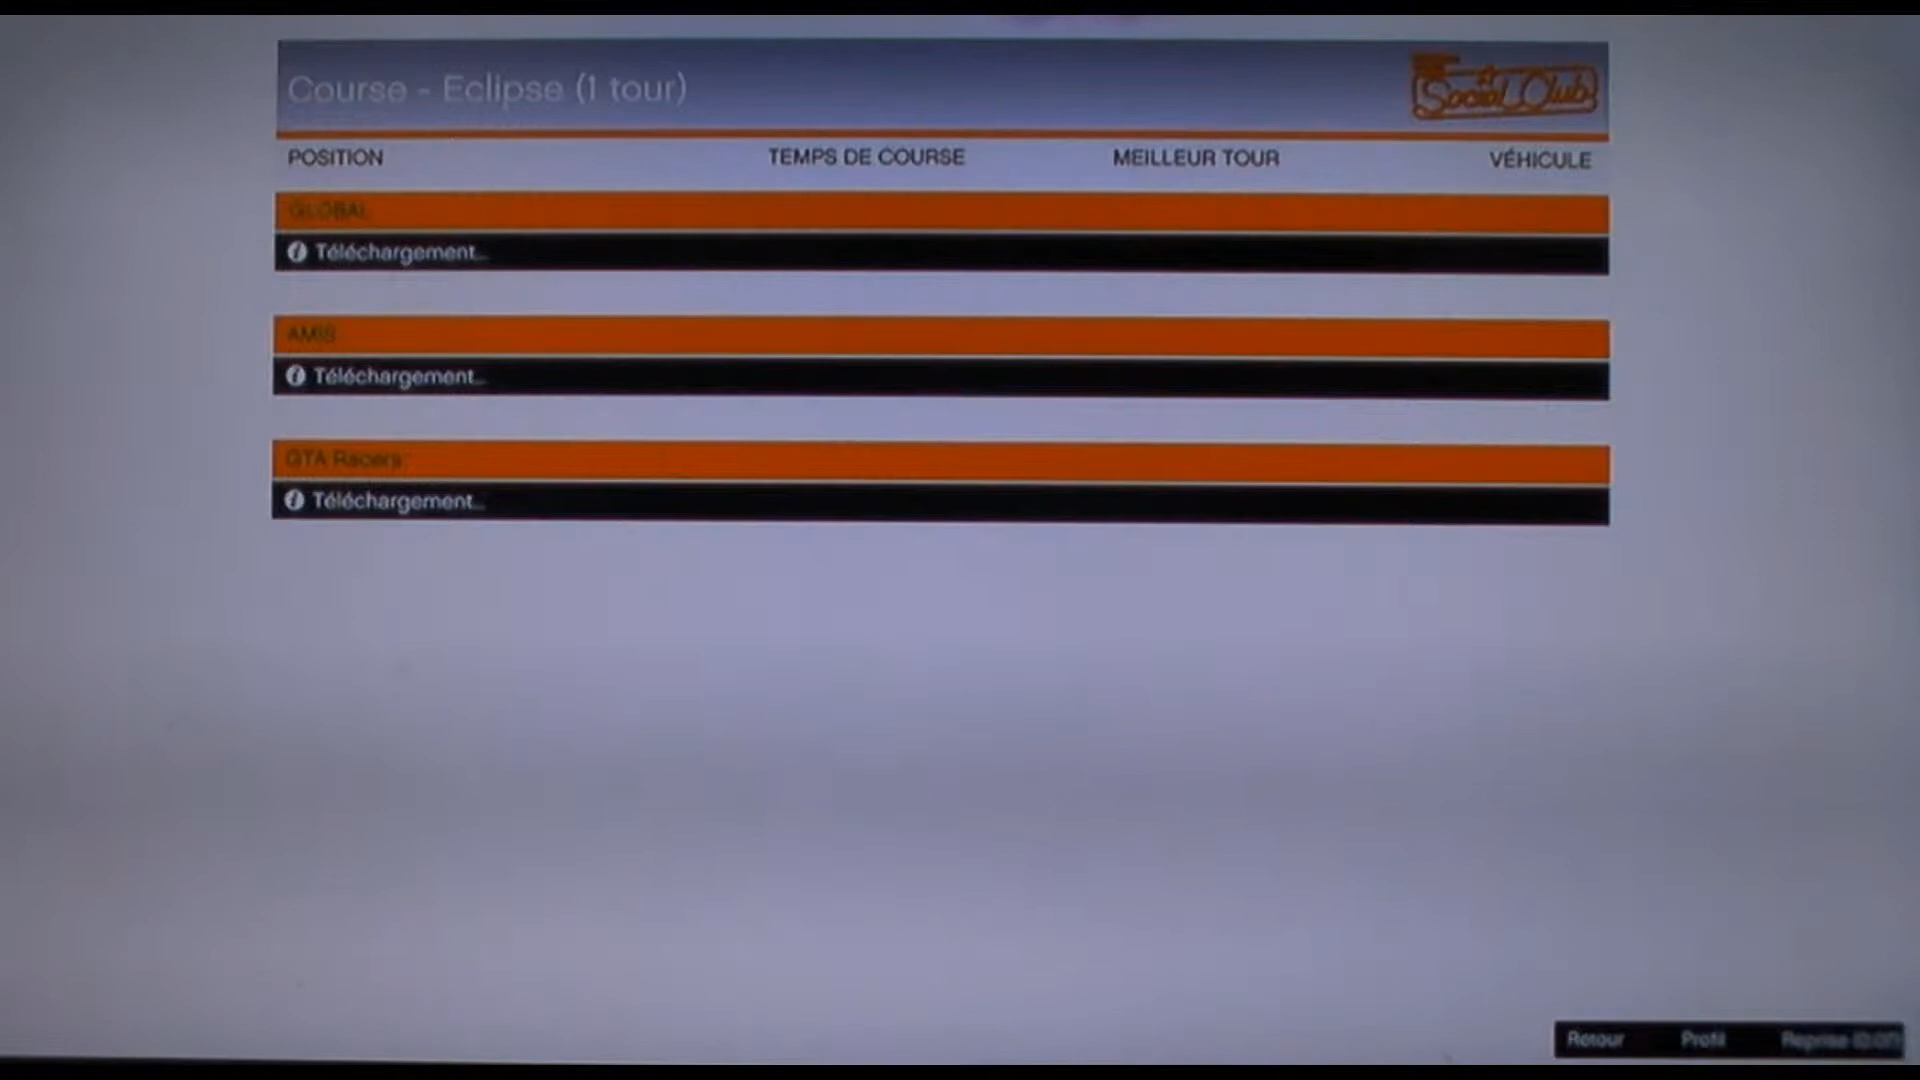 Course - Eclipse (1 tour)
Social Club
POSITION TEMPS DE COURSE MEILLEUR TOUR VÉHICULE
GLOBAL
Téléchargement...
AMIS
Téléchargement...
GTA Racers
Téléchargement...
Retour Profil Reprise